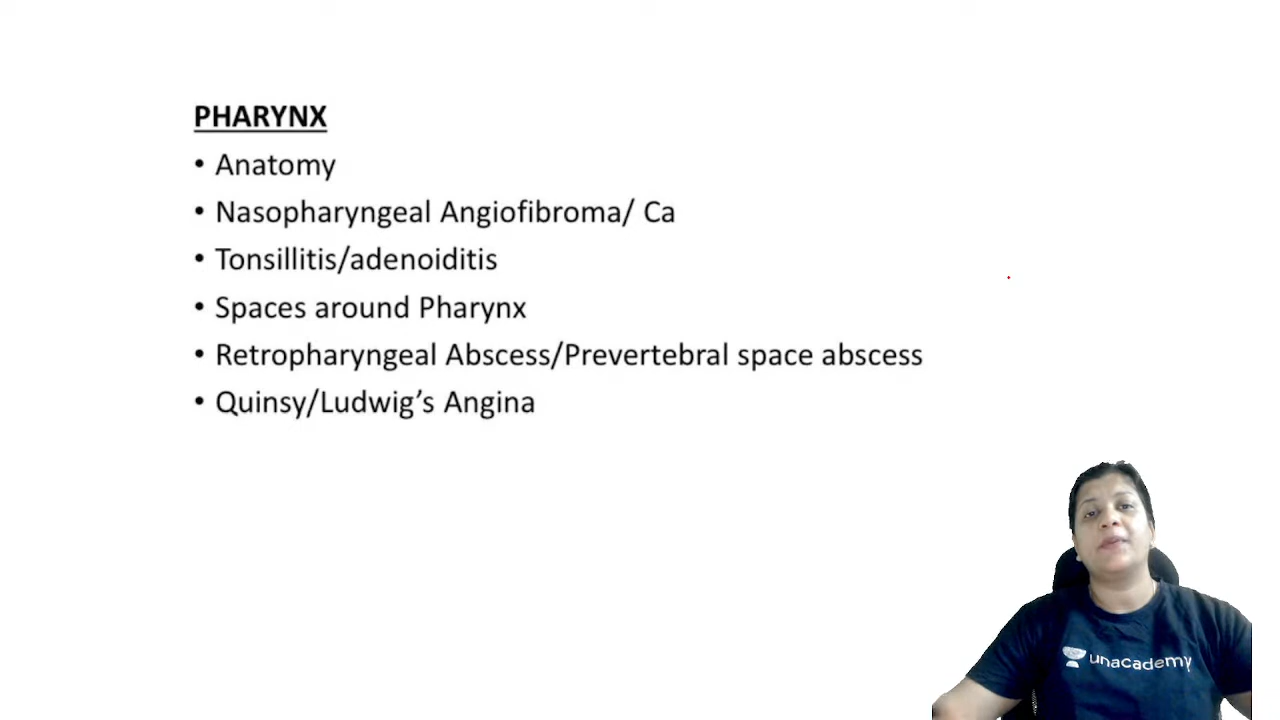 PHARYNX
• Anatomy
• Nasopharyngeal Angiofibroma/ Ca
• Tonsillitis/adenoiditis
• Spaces around Pharynx
• Retropharyngeal Abscess/Prevertebral space abscess
• Quinsy/Ludwig’s Angina
unacademy